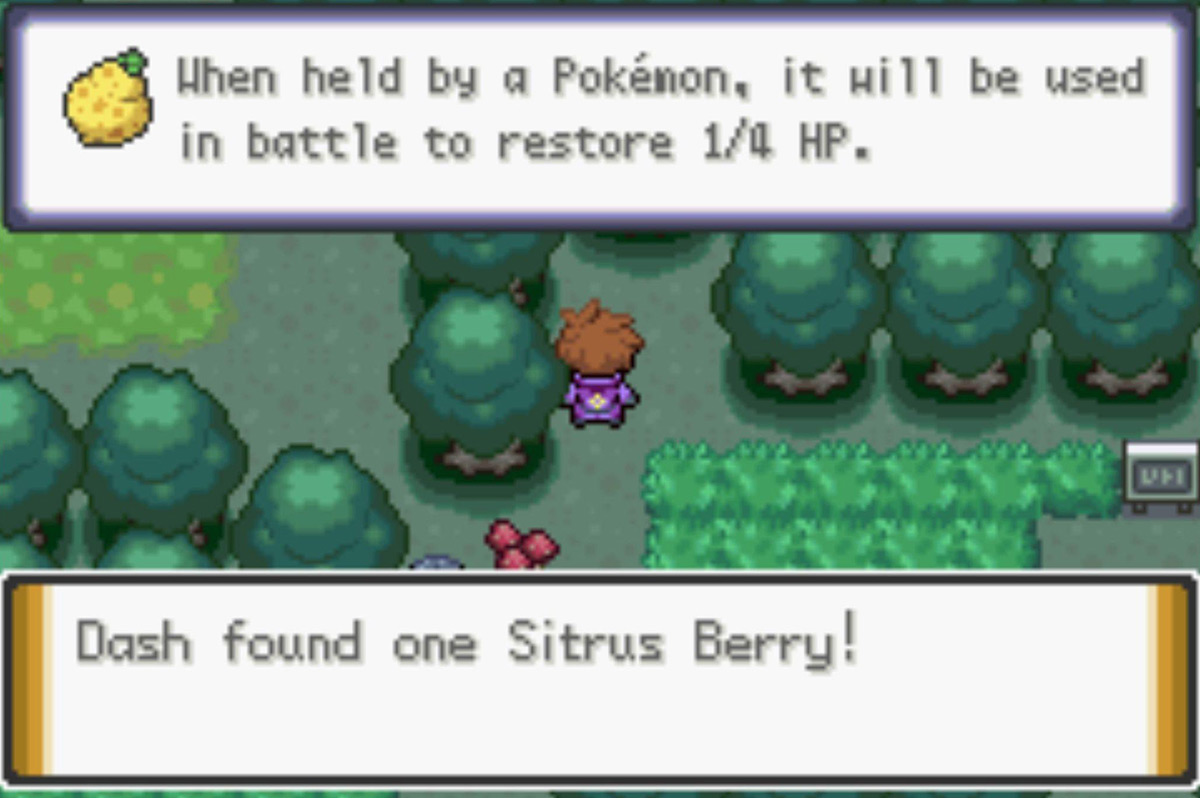 When held by a Pokémon, it will be used
in battle to restore 1/4 HP.
Dash found one Sitrus Berry!